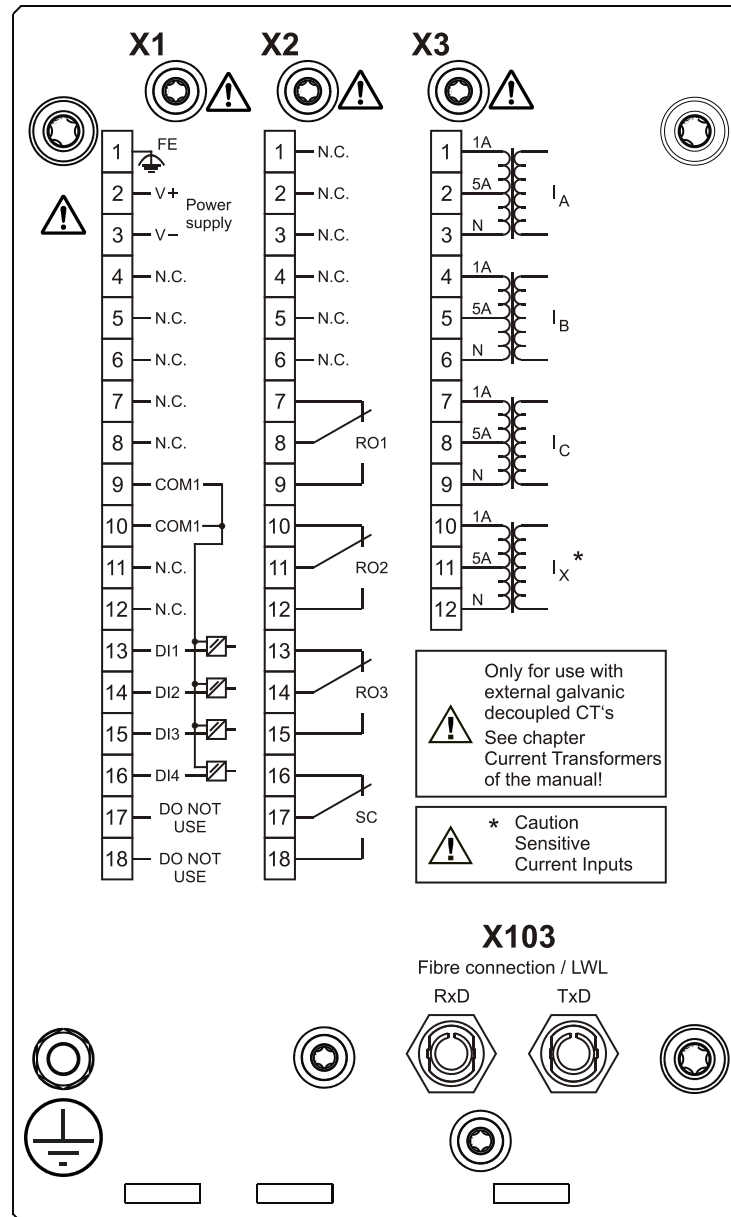 X1 X2 X3
1 FE
2 V+
Power
supply
3 V−
4 N.C.
5 N.C.
6 N.C.
7 N.C.
8 N.C.
9 COM1
10 COM1
11 N.C.
12 N.C.
13 DI1
14 DI2
15 DI3
16 DI4
17 DO NOT
USE
18 DO NOT
USE
1 N.C.
2 N.C.
3 N.C.
4 N.C.
5 N.C.
6 N.C.
7
8 RO1
9
10
11 RO2
12
13
14 RO3
15
16
17 SC
18
1 1A
2 5A IA
3 N
4 1A
5 5A IB
6 N
7 1A
8 5A IC
9 N
10 1A
11 5A IX*
12 N
Only for use with
external galvanic
decoupled CT‘s
See chapter
Current Transformers
of the manual!
* Caution
Sensitive
Current Inputs
X103
Fibre connection / LWL
RxD TxD